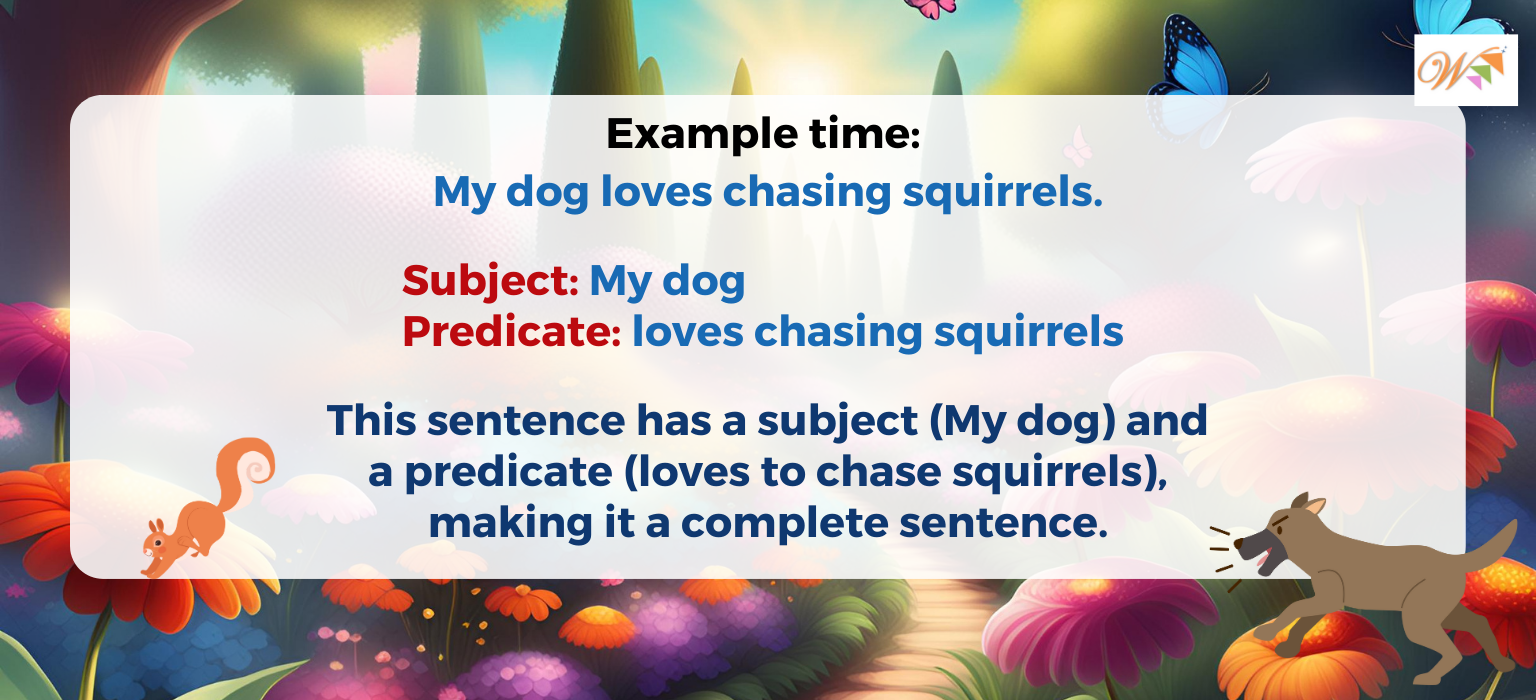 W
Example time:
My dog loves chasing squirrels.
Subject: My dog
Predicate: loves chasing squirrels
This sentence has a subject (My dog) and
a predicate (loves to chase squirrels),
making it a complete sentence.